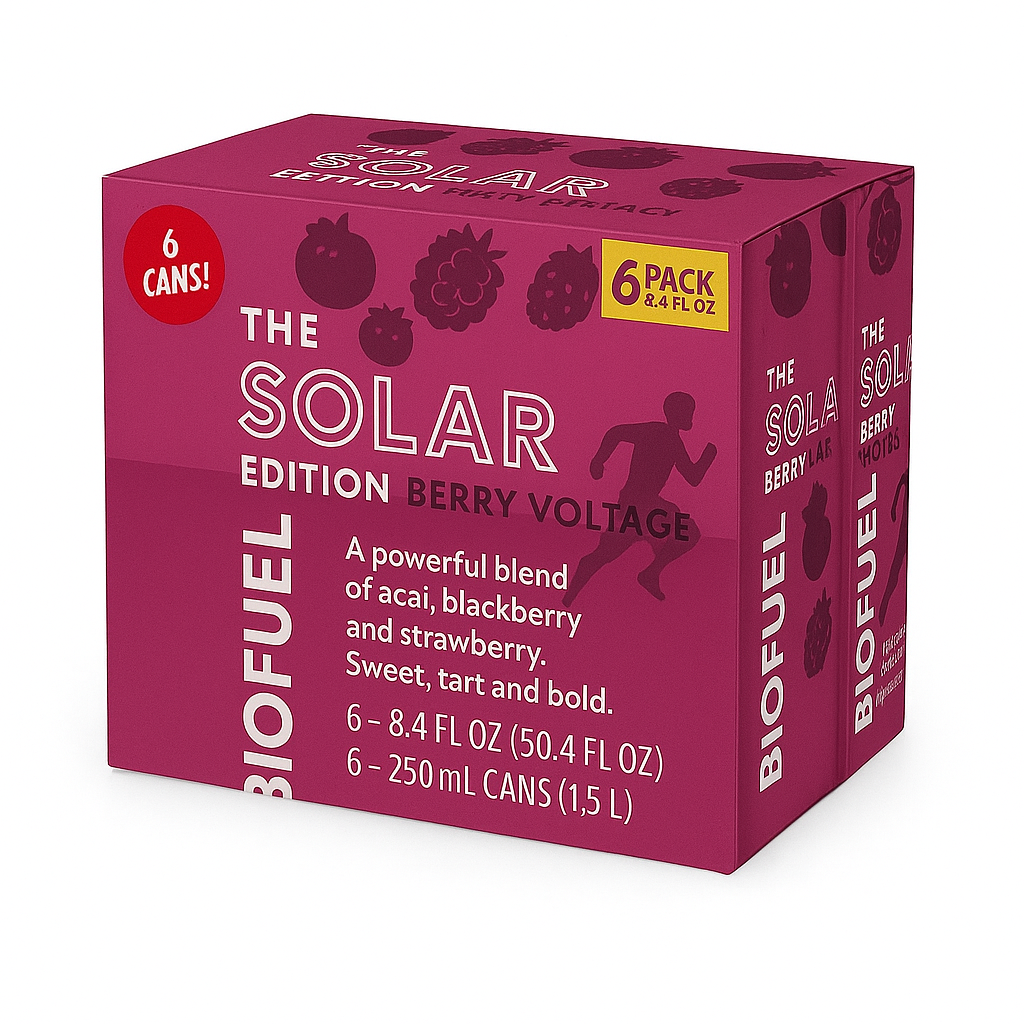 THE
SOLAR
EETTION
6
CANS!
6 PACK
8.4 FL OZ
THE
SOLAR
EDITION BERRY VOLTAGE
BIOFUEL
A powerful blend
of acai, blackberry
and strawberry.
Sweet, tart and bold.
6 – 8.4 FL OZ (50.4 FL OZ)
6 – 250 mL CANS (1,5 L)
THE
SOLA
BERRYLAR
BIOFUEL
THE
SOLA
BERRY
BIOFUEL